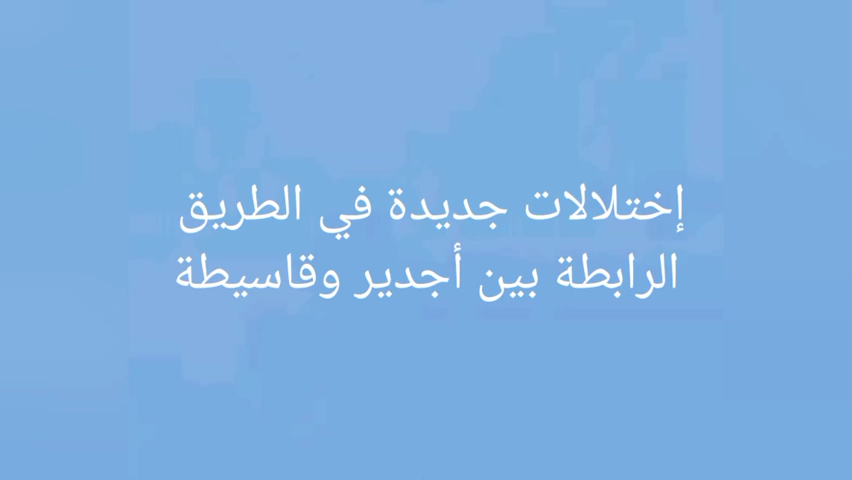 إختلالات جديدة في الطريق
الرابطة بين أجدير وقاسيطة